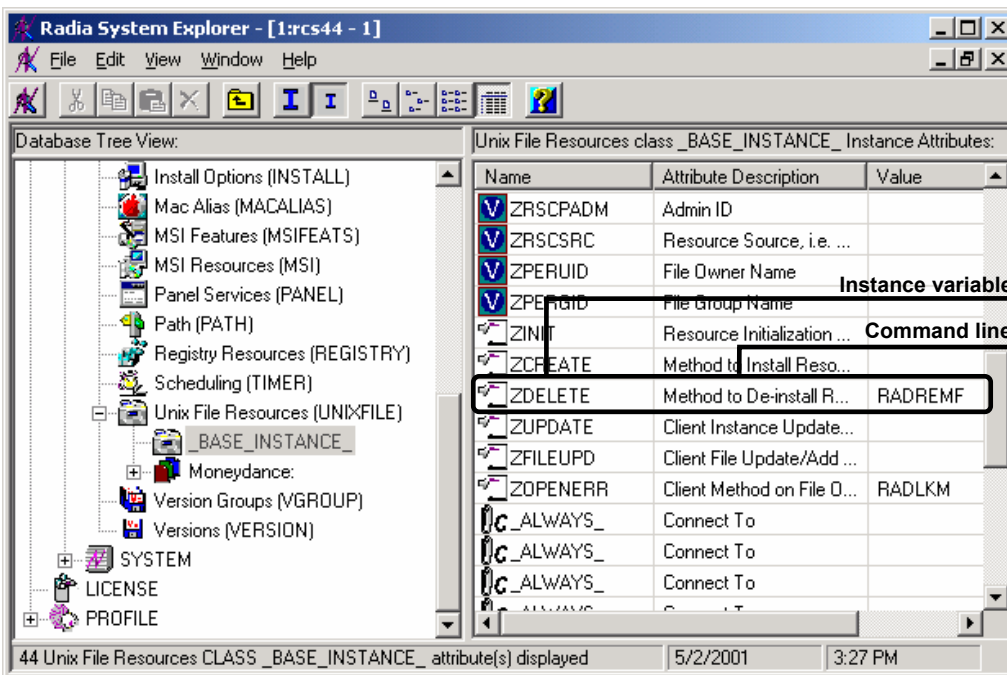 Radia System Explorer - [1:rcs44 - 1]
File Edit View Window Help
Database Tree View:
Unix File Resources class _BASE_INSTANCE_ Instance Attributes:
Install Options (INSTALL)
Mac Alias (MACALIAS)
MSI Features (MSIFEATS)
MSI Resources (MSI)
Panel Services (PANEL)
Path (PATH)
Registry Resources (REGISTRY)
Scheduling (TIMER)
Unix File Resources (UNIXFILE)
_BASE_INSTANCE_
Moneydance:
Version Groups (VGROUP)
Versions (VERSION)
SYSTEM
LICENSE
PROFILE
Name Attribute Description Value
V ZRSCPADM Admin ID
V ZRSCSRC Resource Source, i.e. ...
V ZPERUID File Owner Name
Instance variable
V ZPERGID File Group Name
ZINIT Resource Initialization ...
Command line
ZCREATE Method to Install Reso...
ZDELETE Method to De-install R... RADREMF
ZUPDATE Client Instance Update...
ZFILEUPD Client File Update/Add ...
ZOPENERR Client Method on File O... RADLKM
_ALWAYS_ Connect To
_ALWAYS_ Connect To
_ALWAYS_ Connect To
_ALWAYS_ Connect To
44 Unix File Resources CLASS _BASE_INSTANCE_ attribute(s) displayed 5/2/2001 3:27 PM